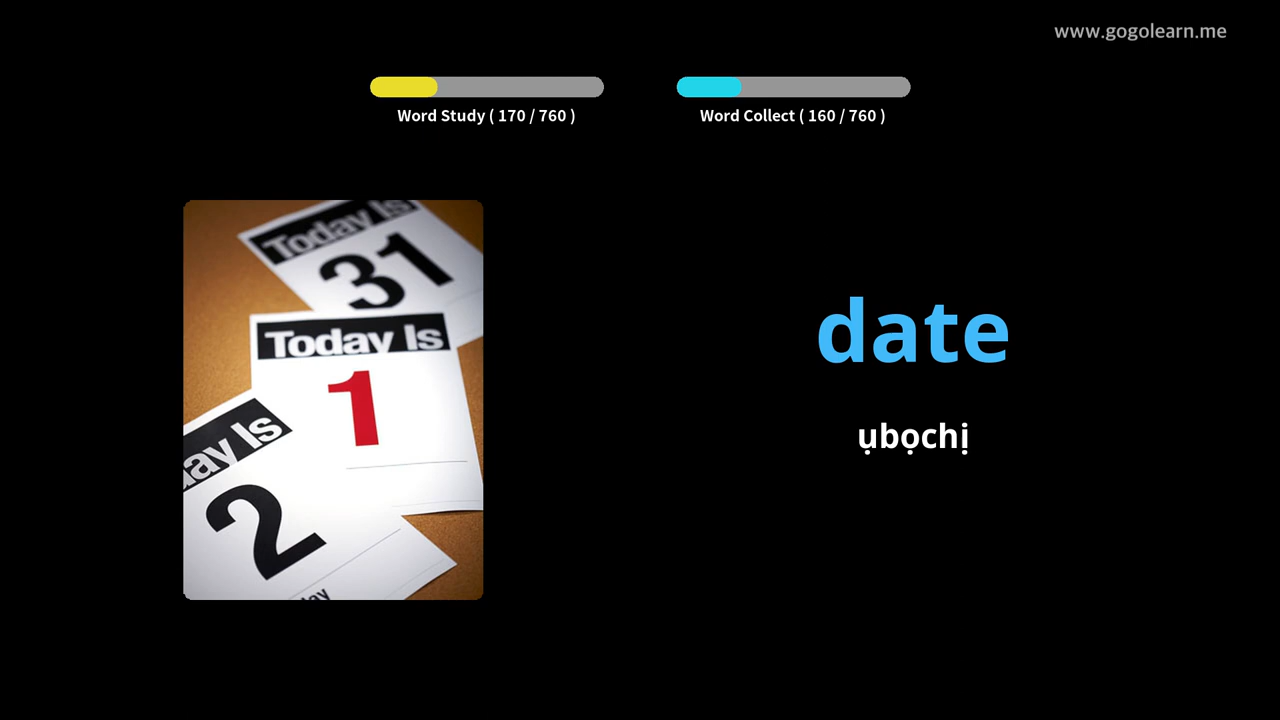 www.gogolearn.me
Word Study ( 170 / 760 )
Word Collect ( 160 / 760 )
Today Is
31
Today Is
1
day Is
2
date
ụbọchị